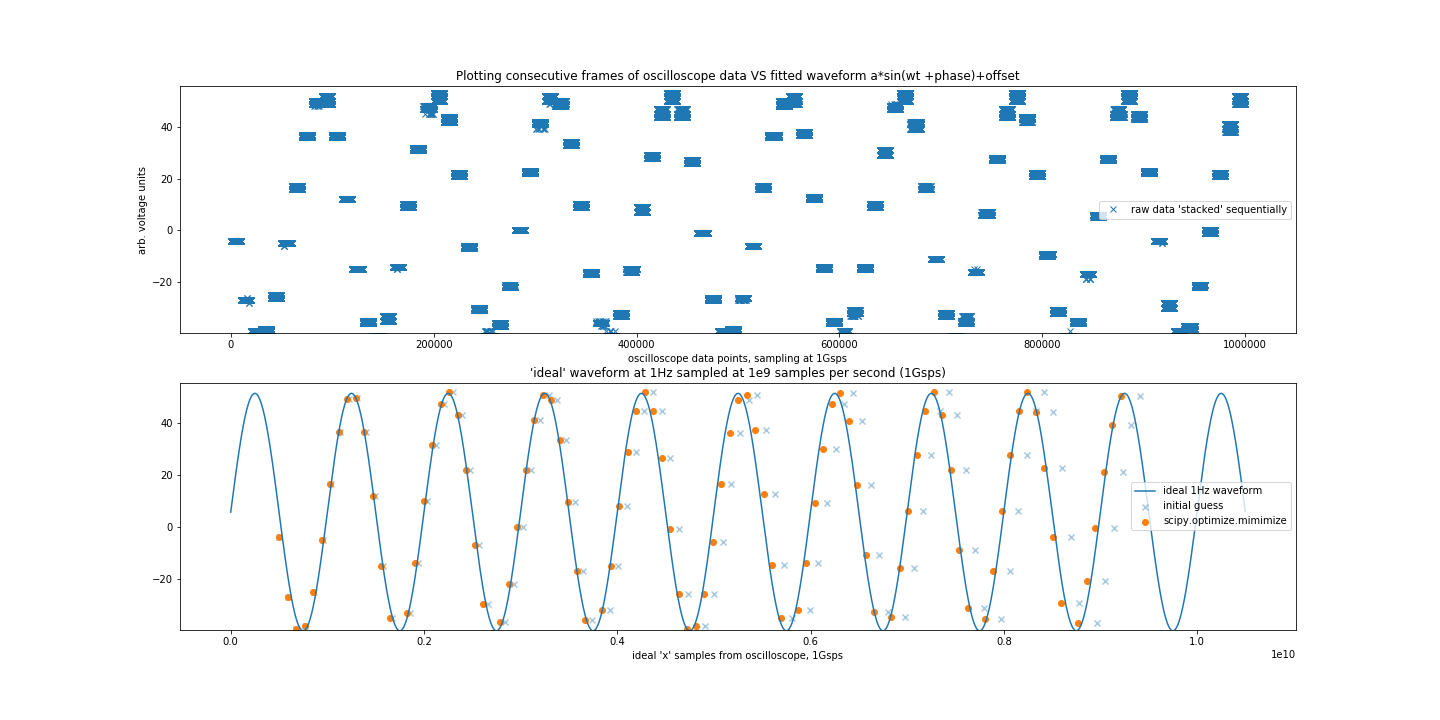 Plotting consecutive frames of oscilloscope data VS fitted waveform a*sin(wt +phase)+offset
arb. voltage units
40
20
0
−20
raw data 'stacked' sequentially
0
200000
400000
600000
800000
1000000
oscilloscope data points, sampling at 1Gsps
'ideal' waveform at 1Hz sampled at 1e9 samples per second (1Gsps)
40
20
0
−20
ideal 1Hz waveform
initial guess
scipy.optimize.mimimize
0.0
0.2
0.4
0.6
0.8
1.0
1e10
ideal 'x' samples from oscilloscope, 1Gsps